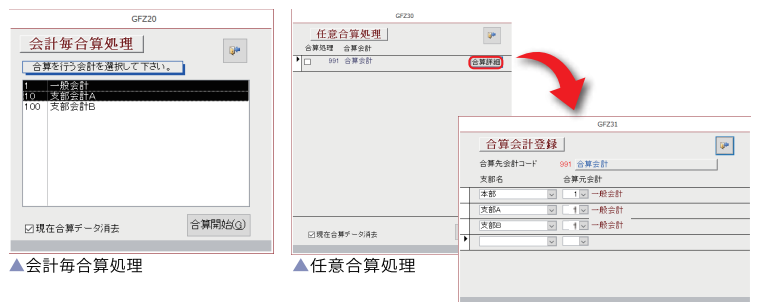 GFZ20
会計毎合算処理
合算を行う会計を選択して下さい。
1 一般会計
10 支部会計A
100 支部会計B
☑現在合算データ消去
合算開始(G)
▲会計毎合算処理
GFZ30
任意合算処理
合算処理 合算会計
991 合算会計 合算詳細
☑現在合算データ消去
▲任意合算処理
GFZ31
合算会計登録
合算先会計コード 991 合算会計
支部名 合算元会計
本部 1 一般会計
支部A 1 一般会計
支部B 1 一般会計